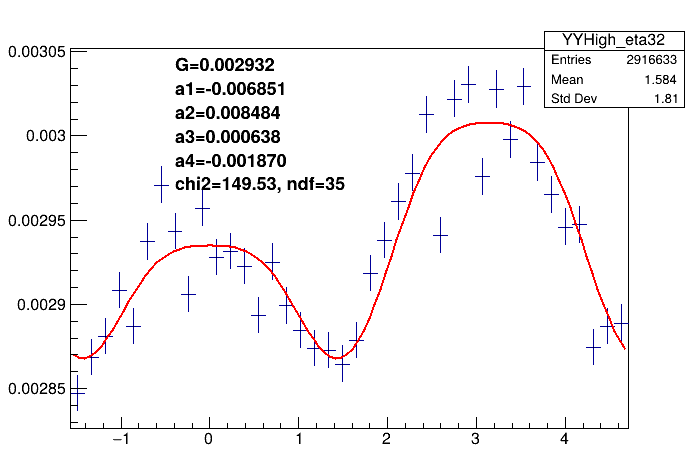 YYHigh_eta32
Entries 2916633
Mean 1.584
Std Dev 1.81
G=0.002932
a1=-0.006851
a2=0.008484
a3=0.000638
a4=-0.001870
chi2=149.53, ndf=35
0.00305
0.003
0.00295
0.0029
0.00285
−1 0 1 2 3 4